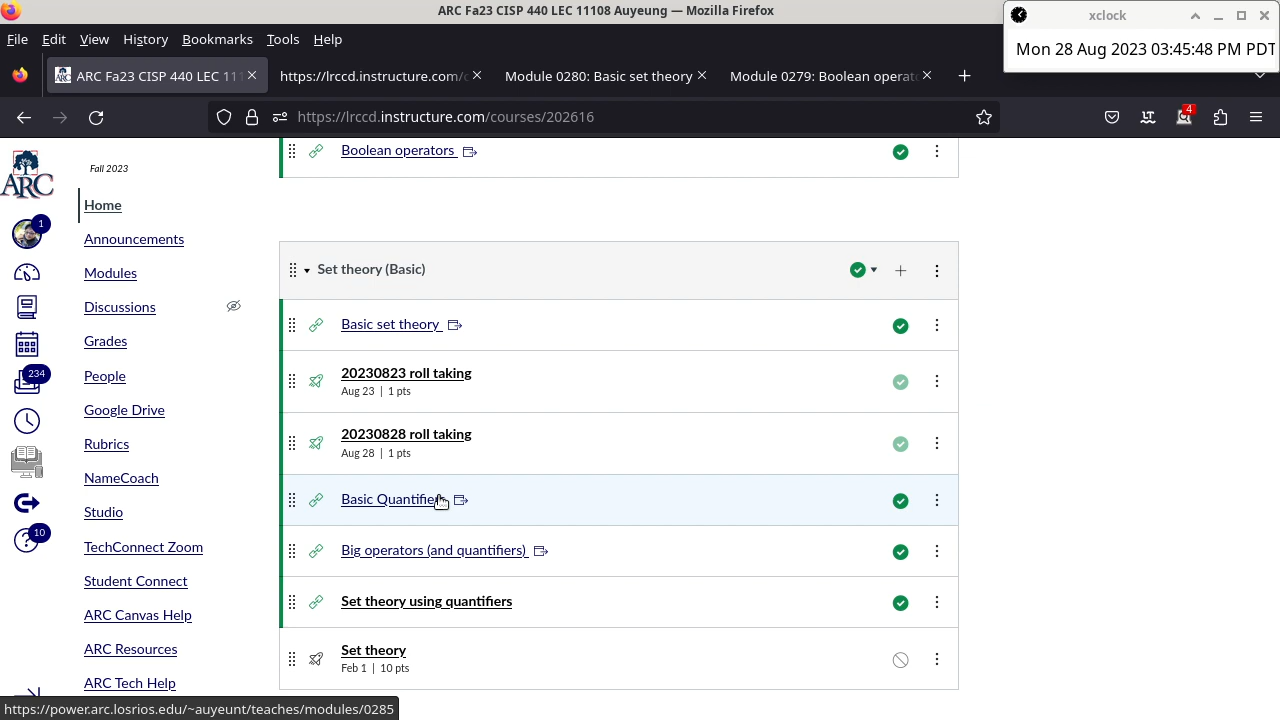 ARC Fa23 CISP 440 LEC 11108 Auyeung — Mozilla Firefox
xclock
Mon 28 Aug 2023 03:45:48 PM PDT
File Edit View History Bookmarks Tools Help
ARC Fa23 CISP 440 LEC 111
https://lrccd.instructure.com/c
Module 0280: Basic set theory
Module 0279: Boolean operat
https://lrccd.instructure.com/courses/202616
4
ARC
Fall 2023
1
234
10
Home
Announcements
Modules
Discussions
Grades
People
Google Drive
Rubrics
NameCoach
Studio
TechConnect Zoom
Student Connect
ARC Canvas Help
ARC Resources
ARC Tech Help
Boolean operators
Set theory (Basic)
Basic set theory
20230823 roll taking
Aug 23 | 1 pts
20230828 roll taking
Aug 28 | 1 pts
Basic Quantifiers
Big operators (and quantifiers)
Set theory using quantifiers
Set theory
Feb 1 | 10 pts
https://power.arc.losrios.edu/~auyeunt/teaches/modules/0285